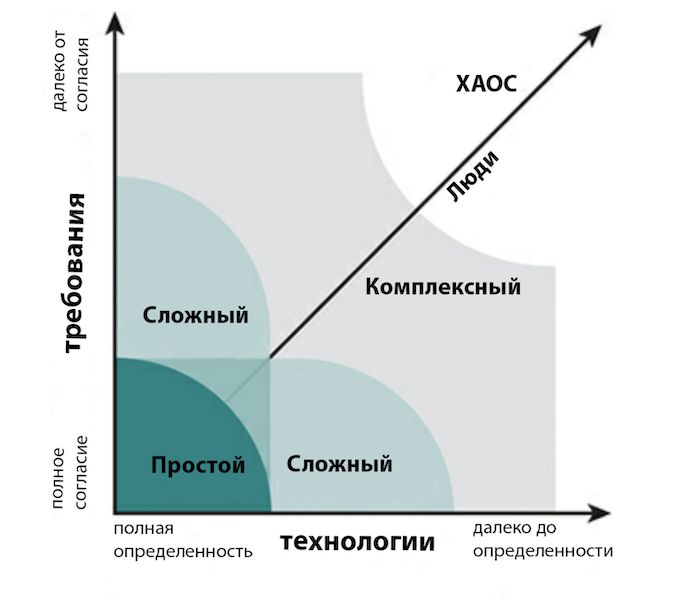 далеко от
согласия
ХАОС
Люди
требования
Комплексный
Сложный
полное
согласие
Простой
Сложный
полная
определенность
технологии
далеко до
определенности